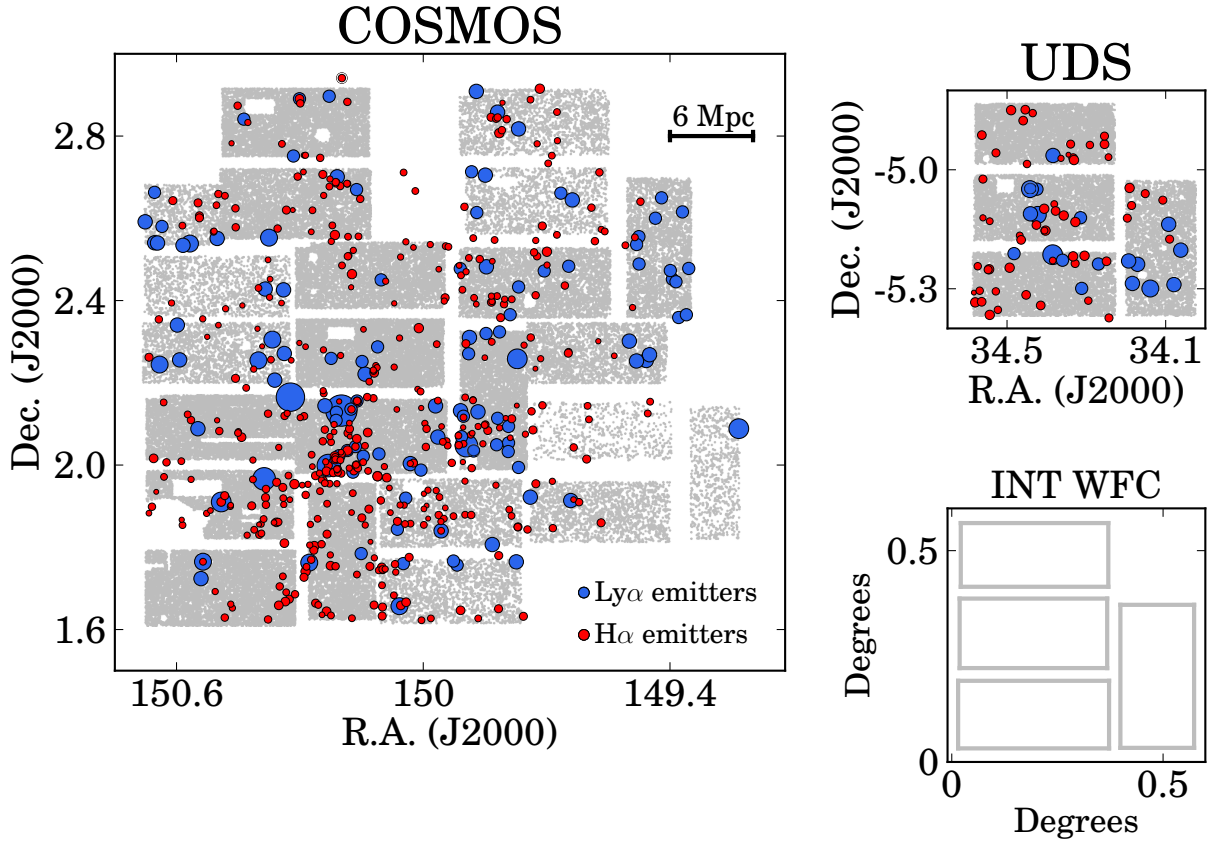 COSMOS
2.8
2.4
2.0
1.6
Dec. (J2000)
6 Mpc
Lyα emitters
Hα emitters
150.6 150 149.4
R.A. (J2000)
UDS
-5.0
-5.3
Dec. (J2000)
34.5 34.1
R.A. (J2000)
INT WFC
0.5
0
Degrees
0 0.5
Degrees